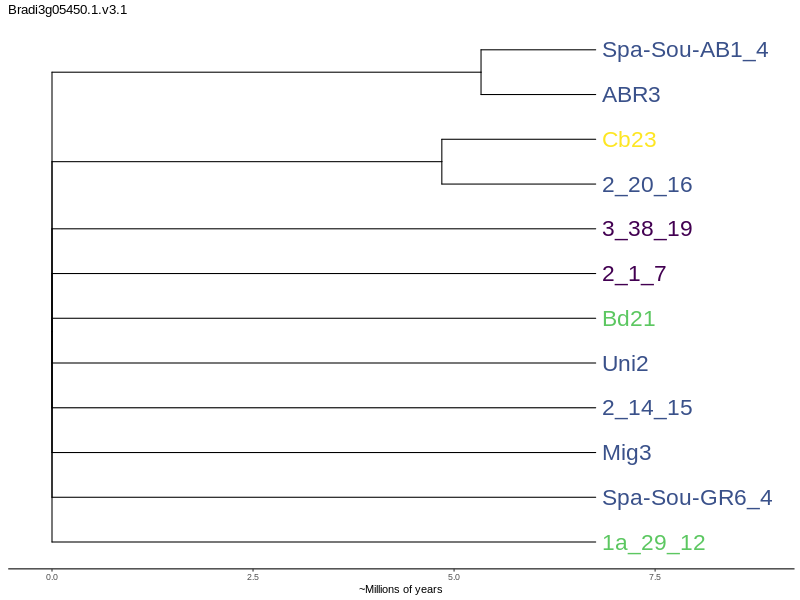 Bradi3g05450.1.v3.1
Spa-Sou-AB1_4
ABR3
Cb23
2_20_16
3_38_19
2_1_7
Bd21
Uni2
2_14_15
Mig3
Spa-Sou-GR6_4
1a_29_12
0.0 2.5 5.0 7.5
~Millions of years